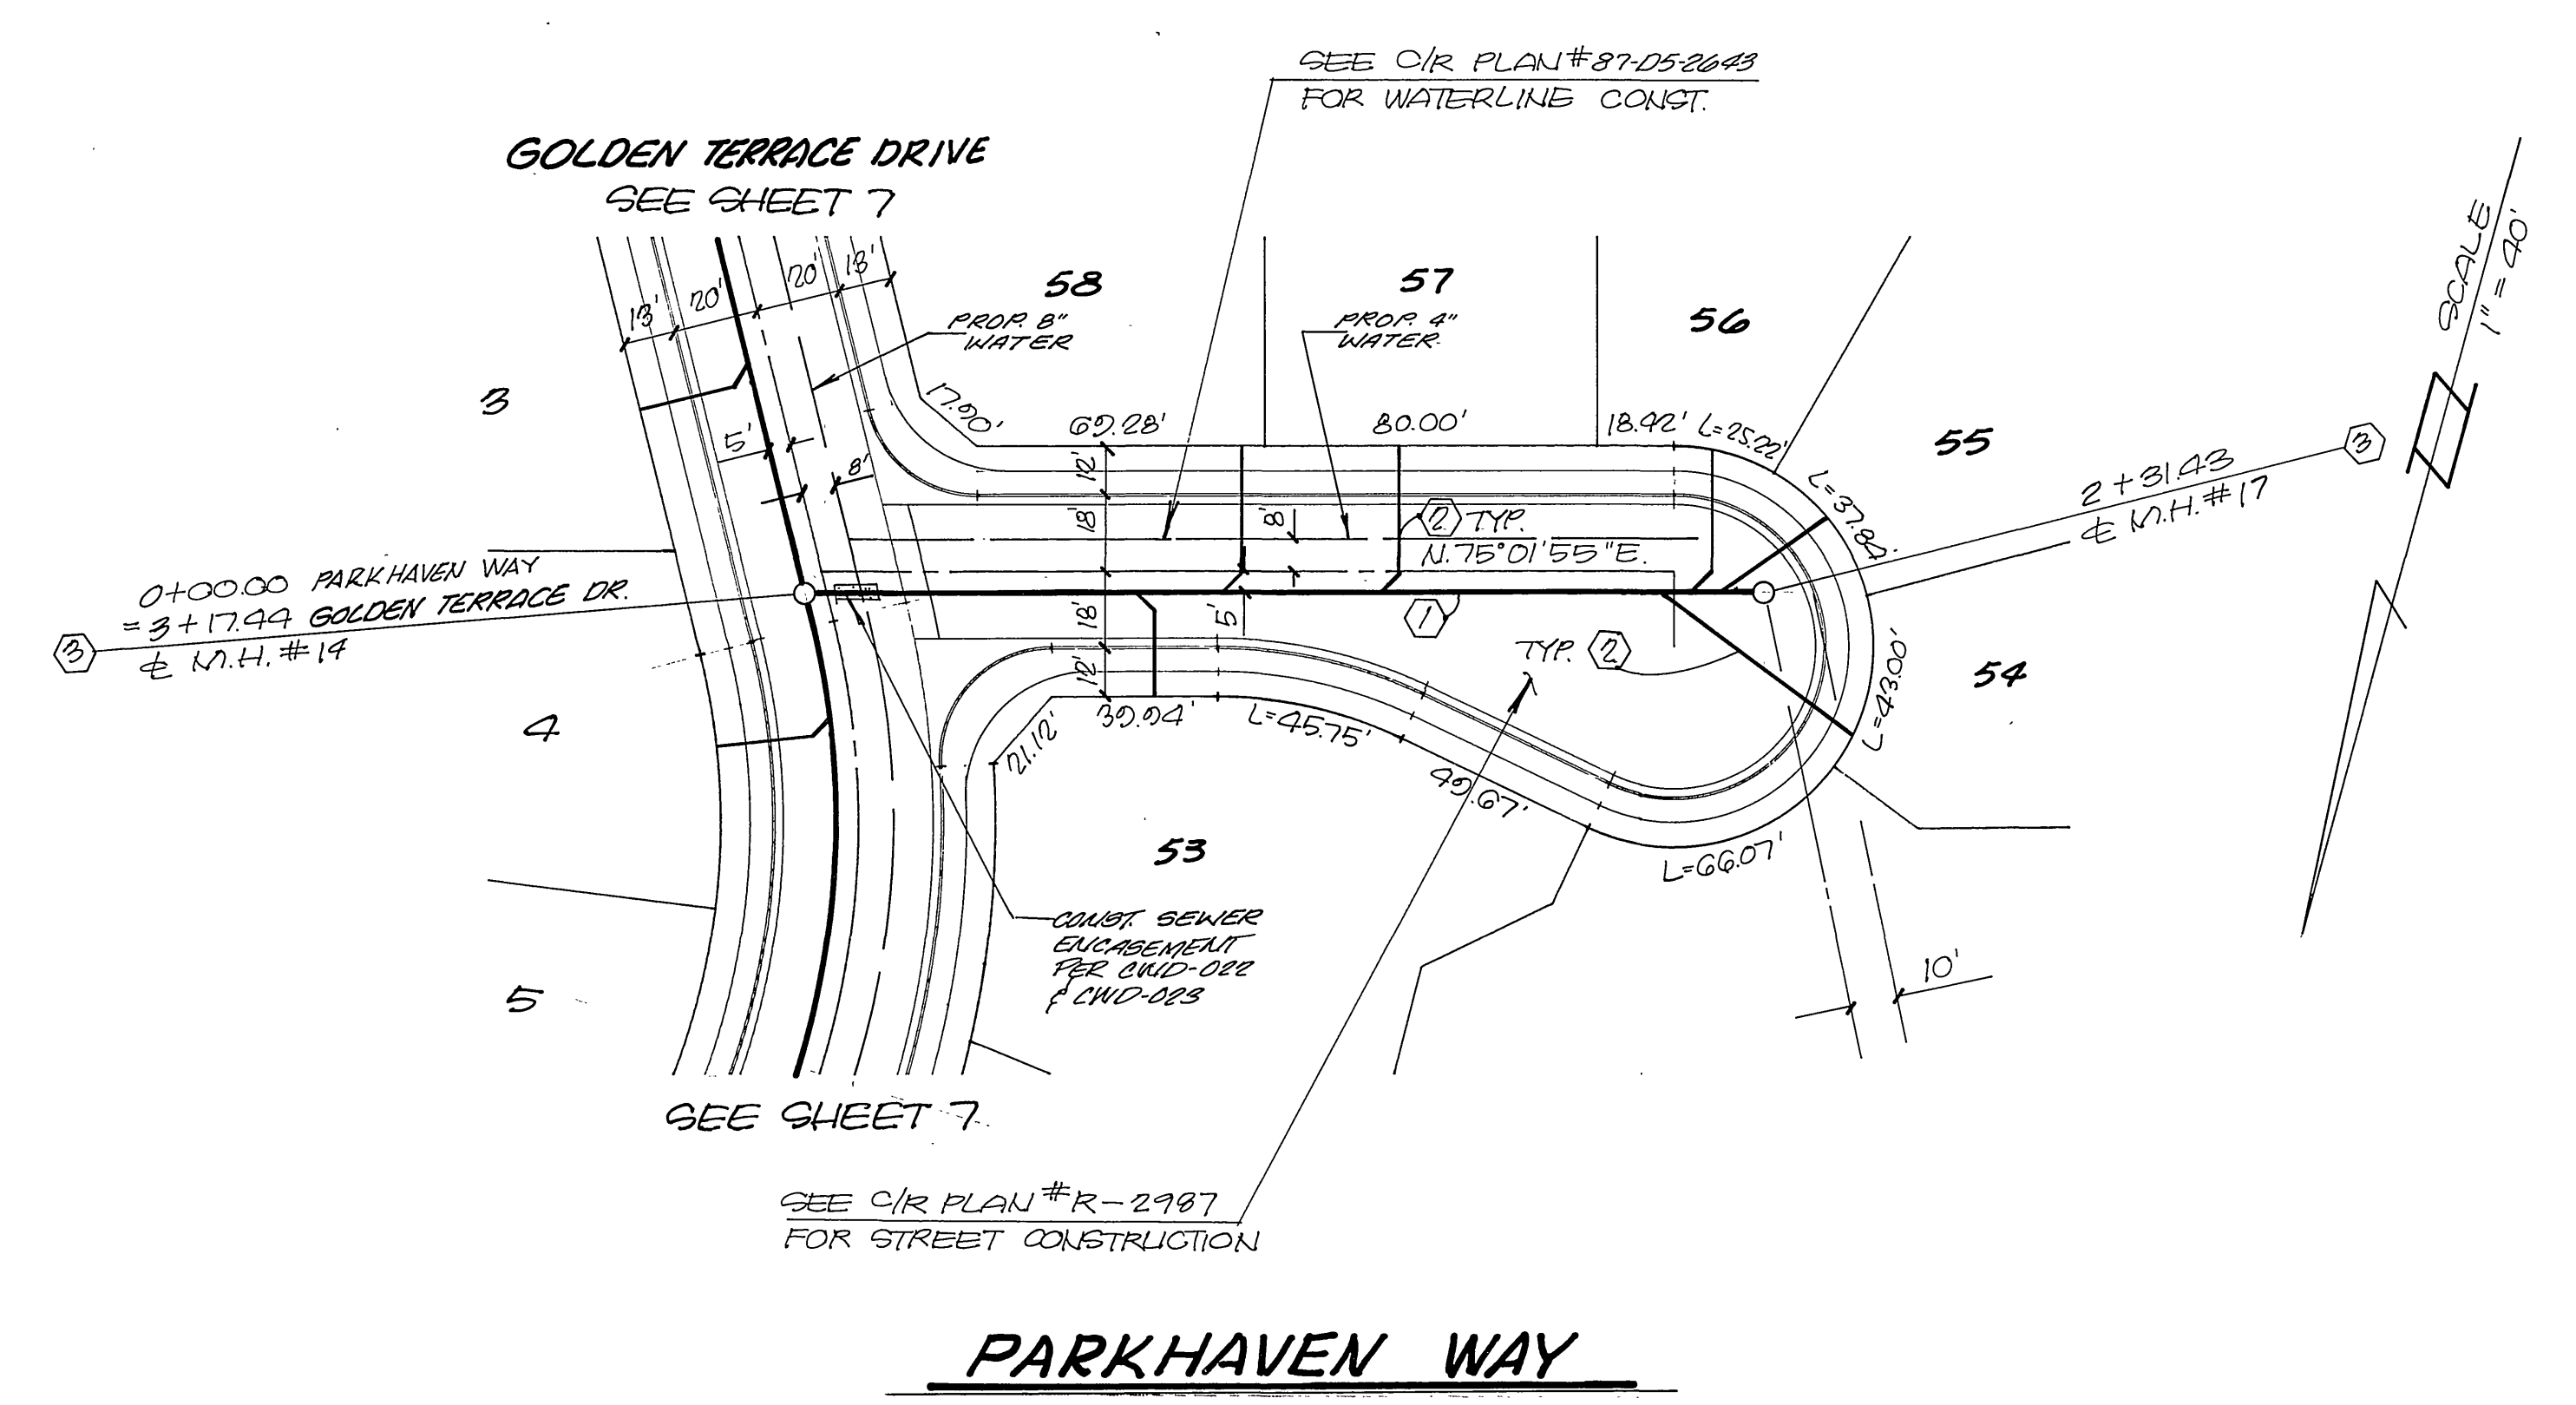 SEE C/R PLAN #87-D5-2643
FOR WATERLINE CONST.
GOLDEN TERRACE DRIVE
SEE SHEET 7
SCALE
1" = 40'
13'
20'
20'
13'
58
57
56
PROP. 8"
WATER
PROP. 4"
WATER
3
17.90'
69.28'
80.00'
18.42'
L=25.22'
55
5'
8'
12'
L=37.84'
2+31.43
℄ M.H. #17
3
18'
8'
2 TYP.
N.75°01'55"E.
0+00.00 PARKHAVEN WAY
= 3+17.44 GOLDEN TERRACE DR.
℄ M.H. #14
3
18'
5'
1
TYP. 2
12'
54
4
21.12'
39.94'
L=45.75'
L=43.00'
49.67'
53
L=66.07'
CONST. SEWER
ENCASEMENT
PER CWD-022
& CWD-023
10'
5
SEE SHEET 7
SEE C/R PLAN #R-2987
FOR STREET CONSTRUCTION
PARKHAVEN WAY